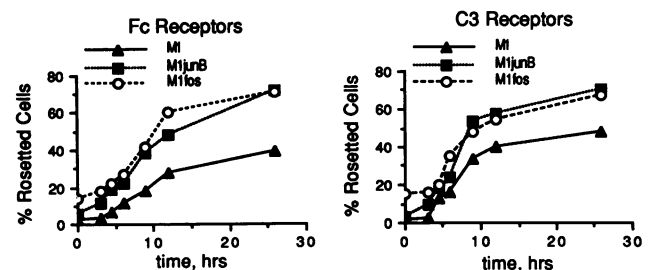 Fc Receptors
M1
M1junB
M1fos
% Rosetted Cells
80
60
40
20
0
0 10 20 30
time, hrs
C3 Receptors
M1
M1junB
M1fos
% Rosetted Cells
80
60
40
20
0
0 10 20 30
time, hrs